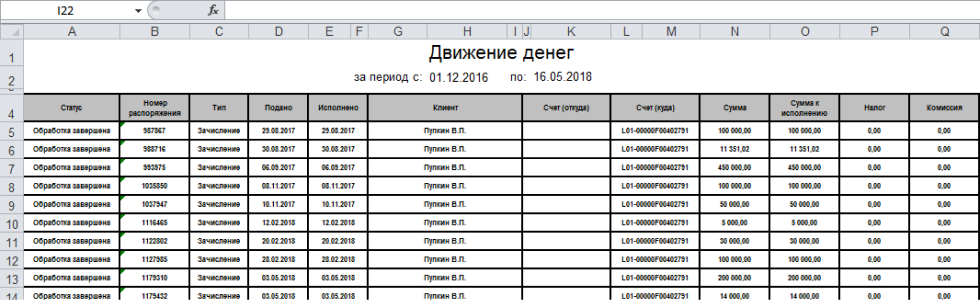 I22 fx
A B C D E F G H I J K L M N O P Q
1 Движение денег
2 за период с: 01.12.2016 по: 16.05.2018
4 Статус Номер распоряжения Тип Подано Исполнено Клиент Счет (откуда) Счет (куда) Сумма Сумма к исполнению Налог Комиссия
5 Обработка завершена 987867 Зачисление 29.08.2017 29.08.2017 Пупкин В.П. L01-00000F00402791 100 000,00 100 000,00 0,00 0,00
6 Обработка завершена 988716 Зачисление 30.08.2017 30.08.2017 Пупкин В.П. L01-00000F00402791 11 351,02 11 351,02 0,00 0,00
7 Обработка завершена 993975 Зачисление 06.09.2017 06.09.2017 Пупкин В.П. L01-00000F00402791 450 000,00 450 000,00 0,00 0,00
8 Обработка завершена 1035850 Зачисление 08.11.2017 08.11.2017 Пупкин В.П. L01-00000F00402791 100 000,00 100 000,00 0,00 0,00
9 Обработка завершена 1037947 Зачисление 10.11.2017 10.11.2017 Пупкин В.П. L01-00000F00402791 50 000,00 50 000,00 0,00 0,00
10 Обработка завершена 1116465 Зачисление 12.02.2018 12.02.2018 Пупкин В.П. L01-00000F00402791 5 000,00 5 000,00 0,00 0,00
11 Обработка завершена 1122802 Зачисление 20.02.2018 20.02.2018 Пупкин В.П. L01-00000F00402791 30 000,00 30 000,00 0,00 0,00
12 Обработка завершена 1127985 Зачисление 28.02.2018 28.02.2018 Пупкин В.П. L01-00000F00402791 100 000,00 100 000,00 0,00 0,00
13 Обработка завершена 1179310 Зачисление 03.05.2018 03.05.2018 Пупкин В.П. L01-00000F00402791 200 000,00 200 000,00 0,00 0,00
14 Обработка завершена 1179432 Зачисление 03.05.2018 03.05.2018 Пупкин В.П. L01-00000F00402791 14 000,00 14 000,00 0,00 0,00